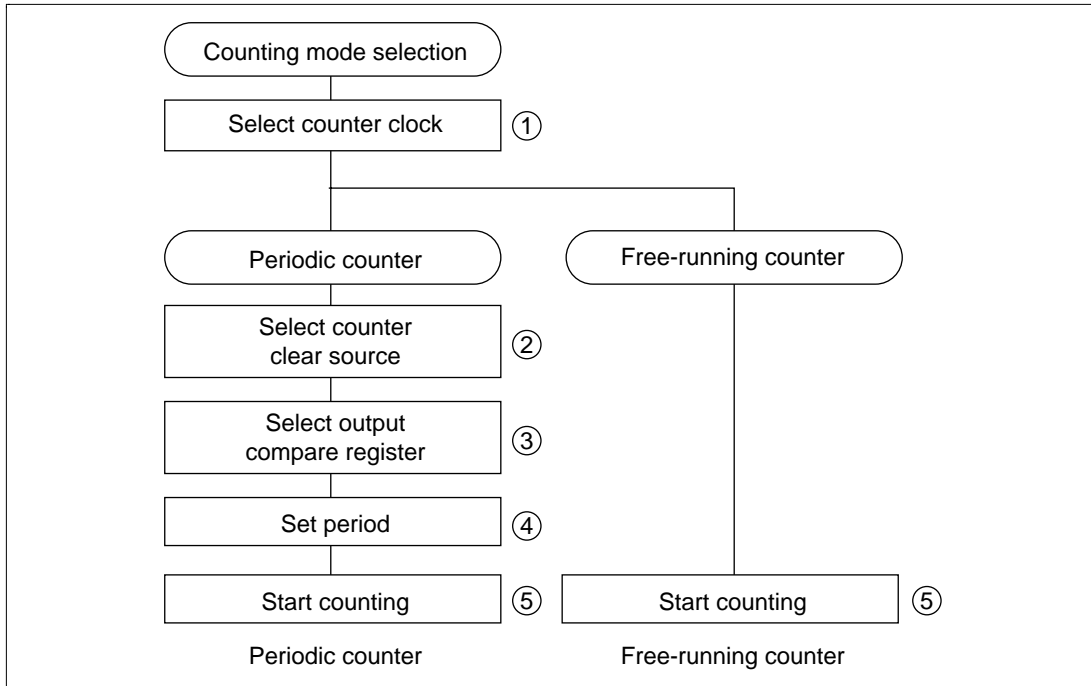 Counting mode selection
Select counter clock ①
Periodic counter
Free-running counter
Select counter
clear source
②
Select output
compare register
③
Set period ④
Start counting ⑤
Start counting ⑤
Periodic counter
Free-running counter